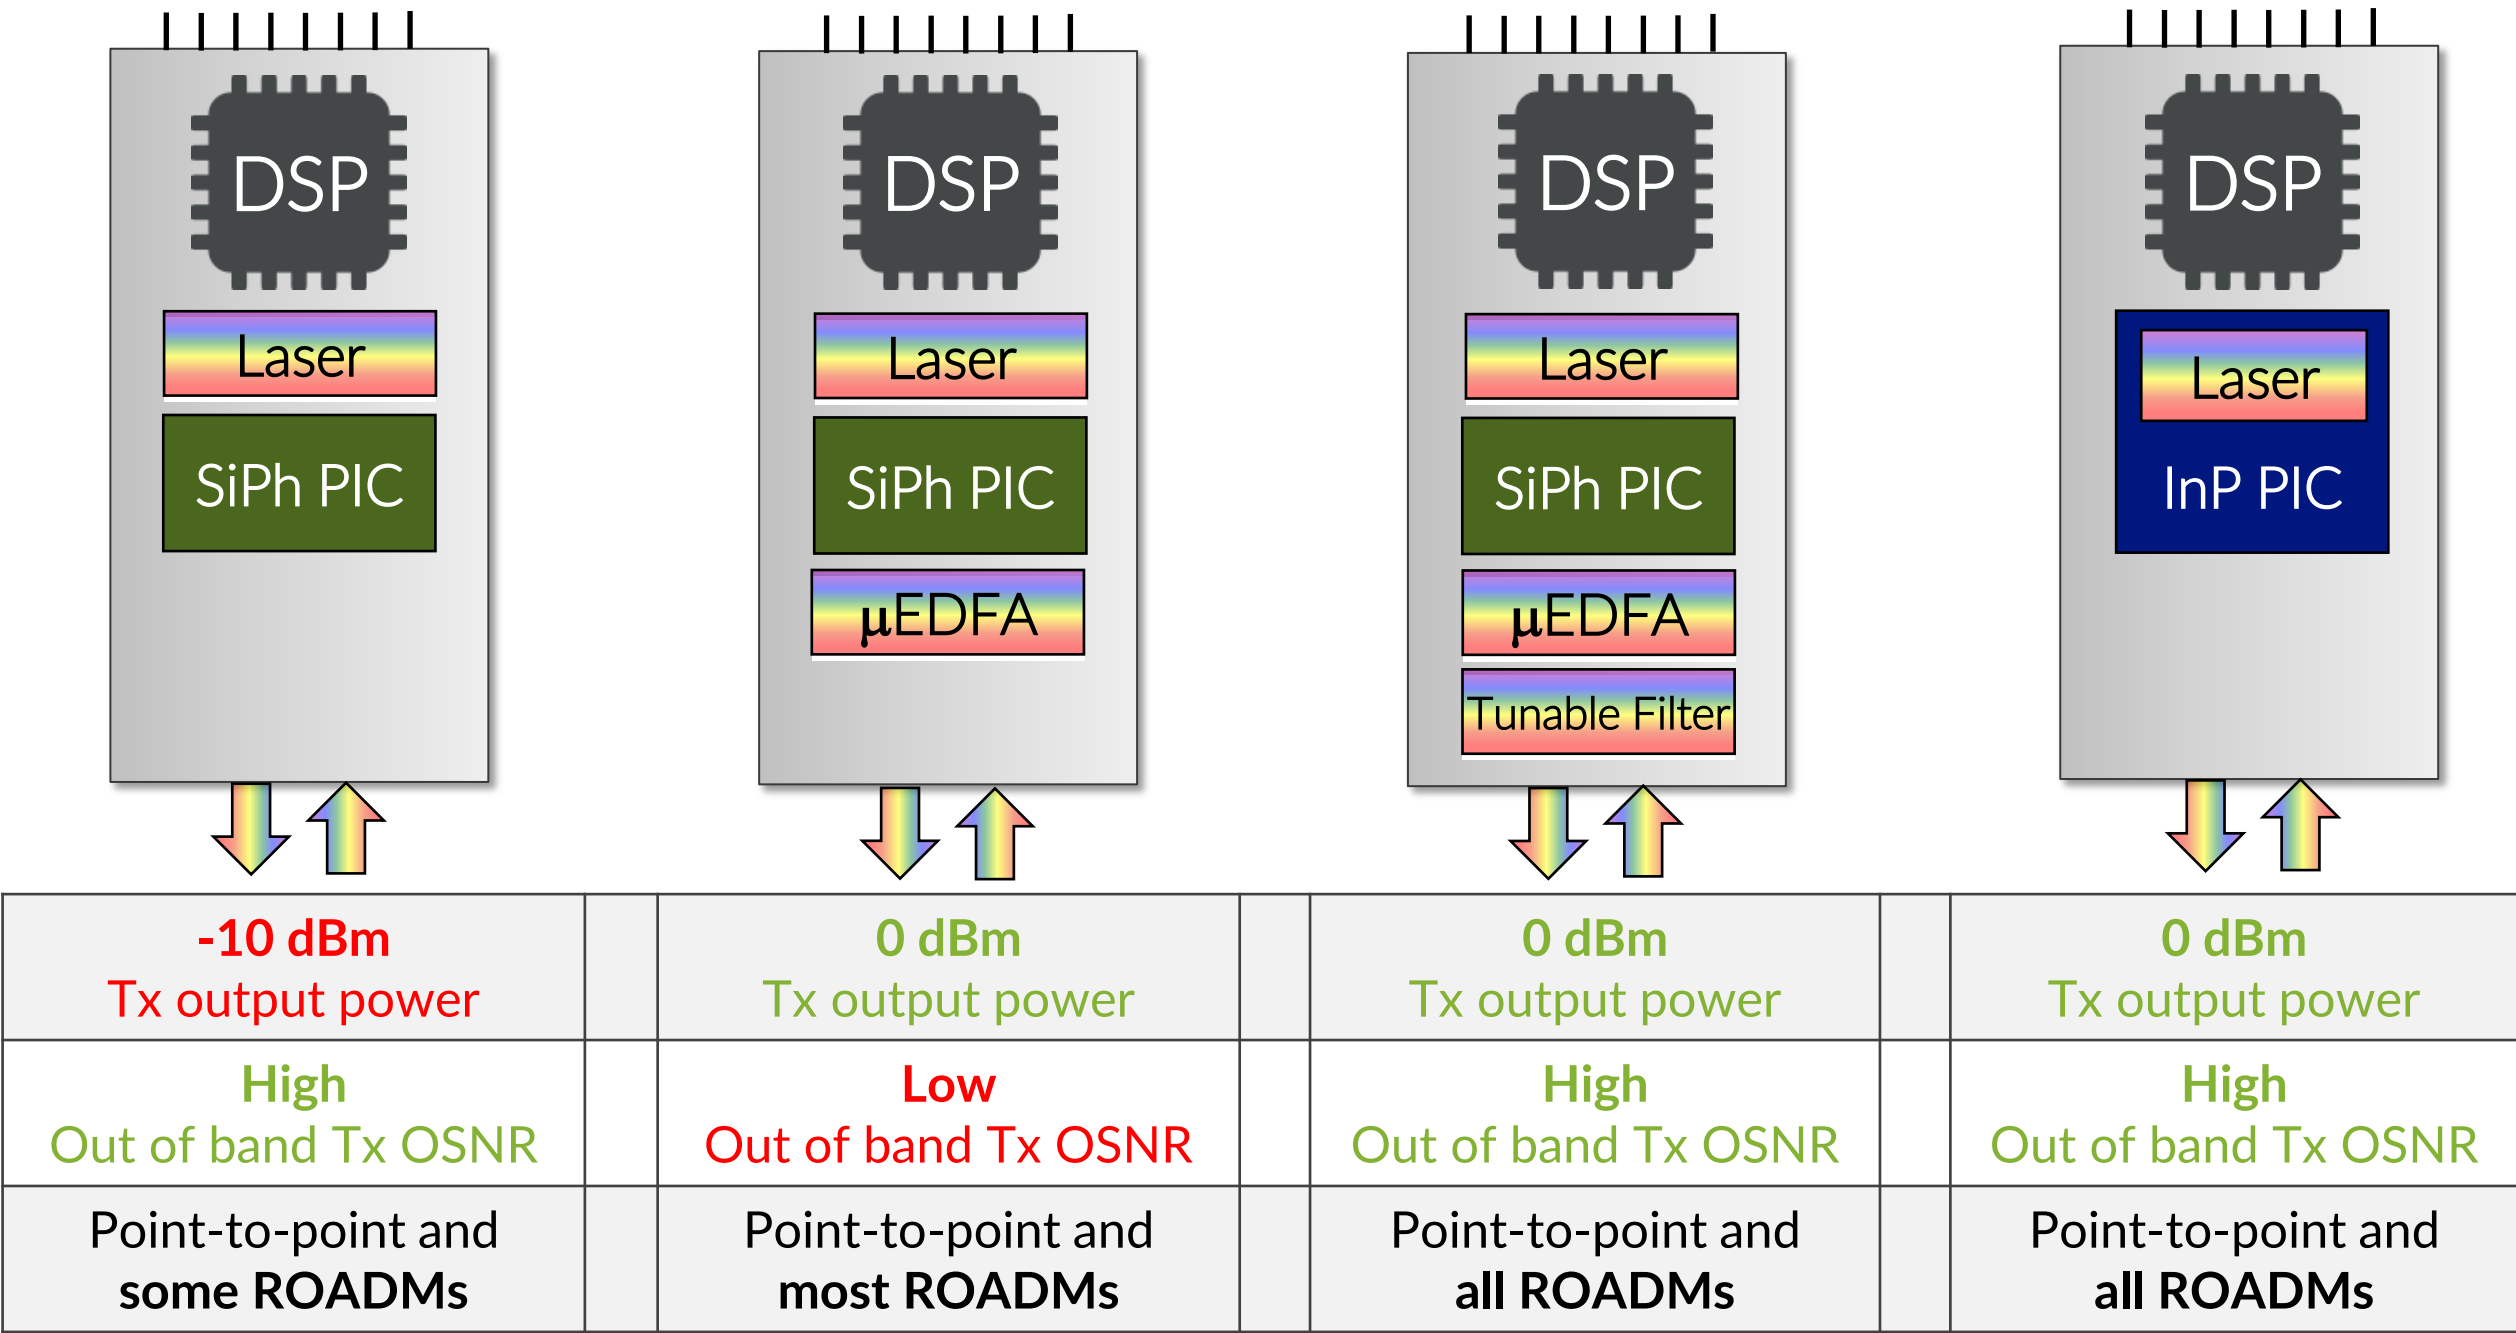 DSP
Laser
SiPh PIC
DSP
Laser
SiPh PIC
µEDFA
DSP
Laser
SiPh PIC
µEDFA
Tunable Filter
DSP
Laser
InP PIC
-10 dBm
Tx output power
0 dBm
Tx output power
0 dBm
Tx output power
0 dBm
Tx output power
High
Out of band Tx OSNR
Low
Out of band Tx OSNR
High
Out of band Tx OSNR
High
Out of band Tx OSNR
Point-to-point and
some ROADMs
Point-to-point and
most ROADMs
Point-to-point and
all ROADMs
Point-to-point and
all ROADMs